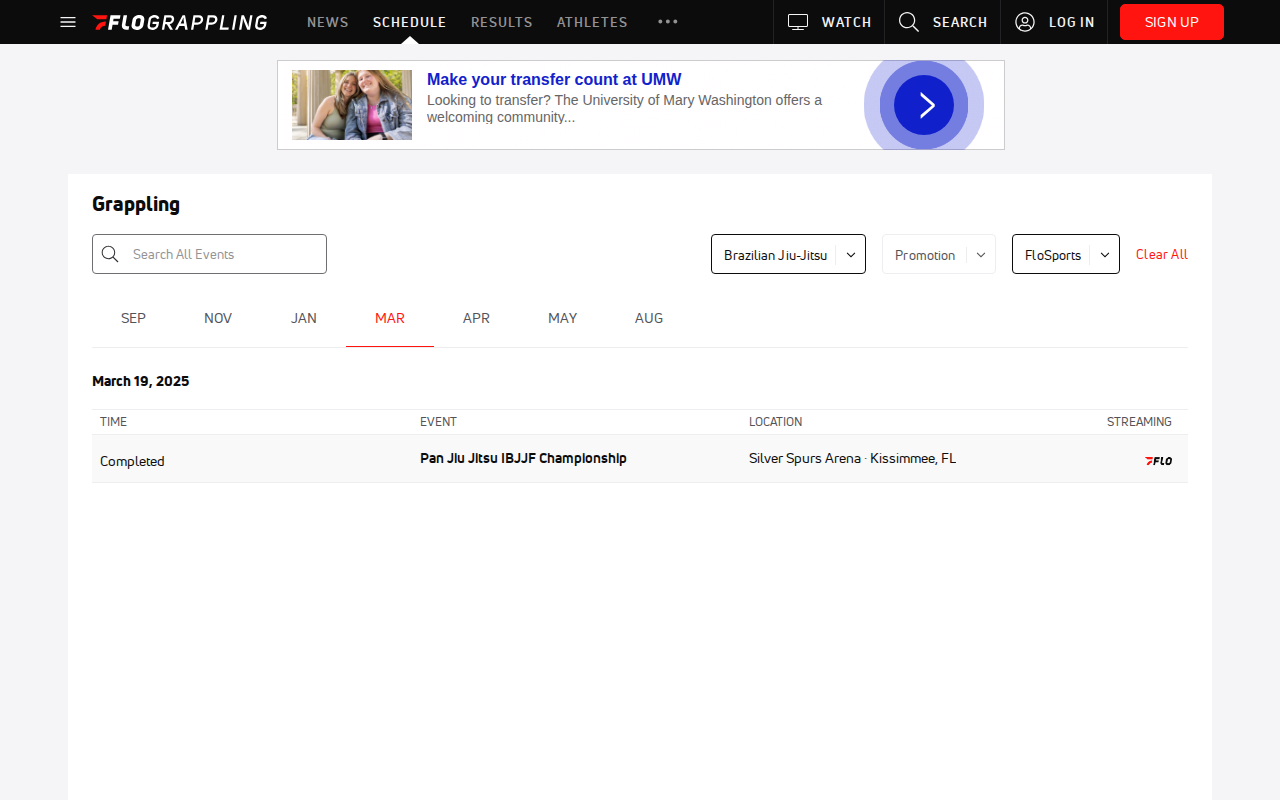 FLOGRAPPLING NEWS SCHEDULE RESULTS ATHLETES WATCH SEARCH LOG IN SIGN UP
Make your transfer count at UMW
Looking to transfer? The University of Mary Washington offers a
welcoming community...
Grappling
Search All Events Brazilian Jiu-Jitsu Promotion FloSports Clear All
SEP NOV JAN MAR APR MAY AUG
March 19, 2025
TIME EVENT LOCATION STREAMING
Completed Pan Jiu Jitsu IBJJF Championship Silver Spurs Arena · Kissimmee, FL FLO